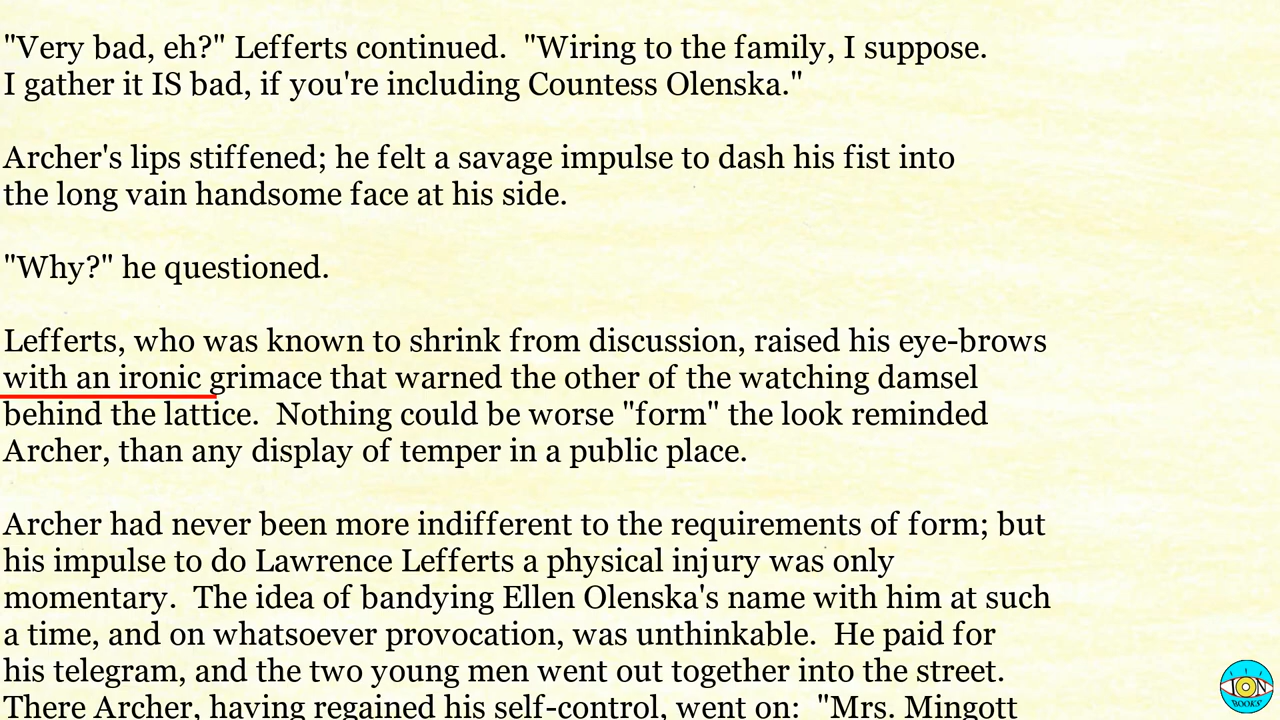 "Very bad, eh?" Lefferts continued.  "Wiring to the family, I suppose.
I gather it IS bad, if you're including Countess Olenska."
Archer's lips stiffened; he felt a savage impulse to dash his fist into
the long vain handsome face at his side.
"Why?" he questioned.
Lefferts, who was known to shrink from discussion, raised his eye-brows
with an ironic grimace that warned the other of the watching damsel
behind the lattice.  Nothing could be worse "form" the look reminded
Archer, than any display of temper in a public place.
Archer had never been more indifferent to the requirements of form; but
his impulse to do Lawrence Lefferts a physical injury was only
momentary.  The idea of bandying Ellen Olenska's name with him at such
a time, and on whatsoever provocation, was unthinkable.  He paid for
his telegram, and the two young men went out together into the street.
There Archer, having regained his self-control, went on:  "Mrs. Mingott
ION
BOOKS